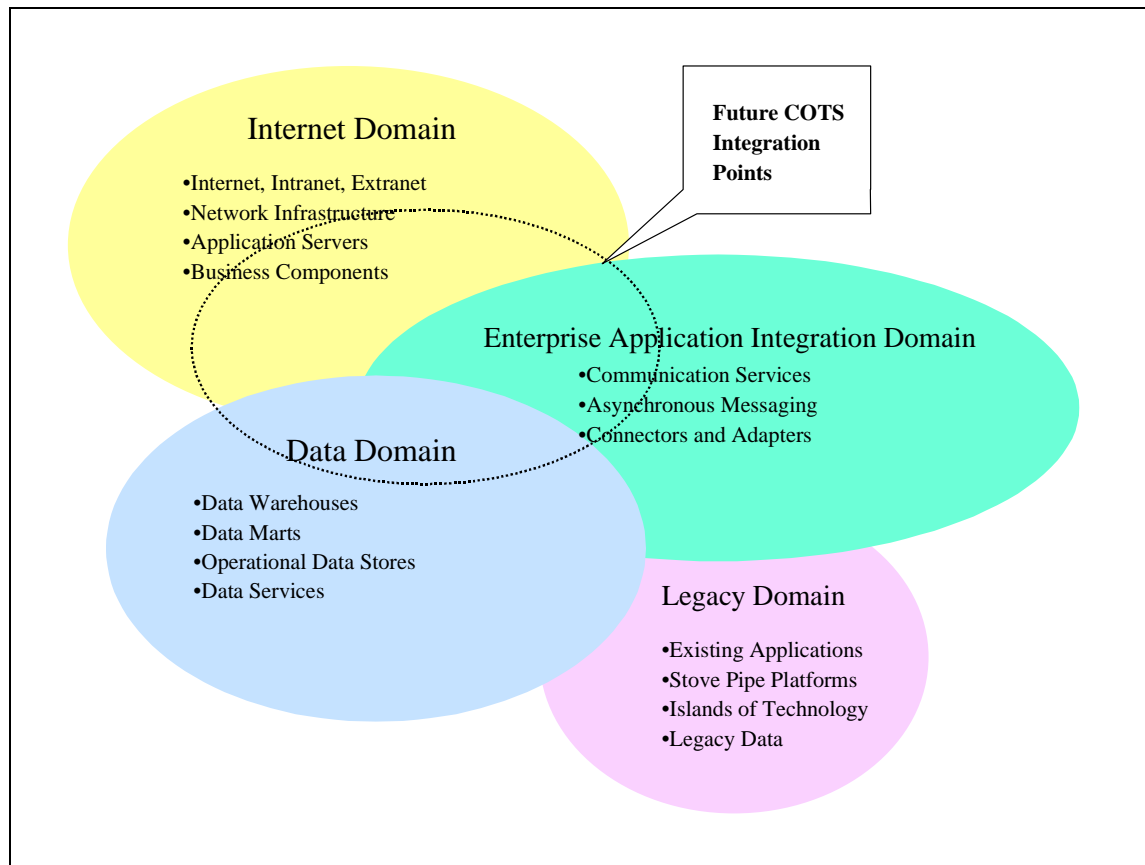 Internet Domain
•Internet, Intranet, Extranet
•Network Infrastructure
•Application Servers
•Business Components
Future COTS
Integration
Points
Enterprise Application Integration Domain
•Communication Services
•Asynchronous Messaging
•Connectors and Adapters
Data Domain
•Data Warehouses
•Data Marts
•Operational Data Stores
•Data Services
Legacy Domain
•Existing Applications
•Stove Pipe Platforms
•Islands of Technology
•Legacy Data